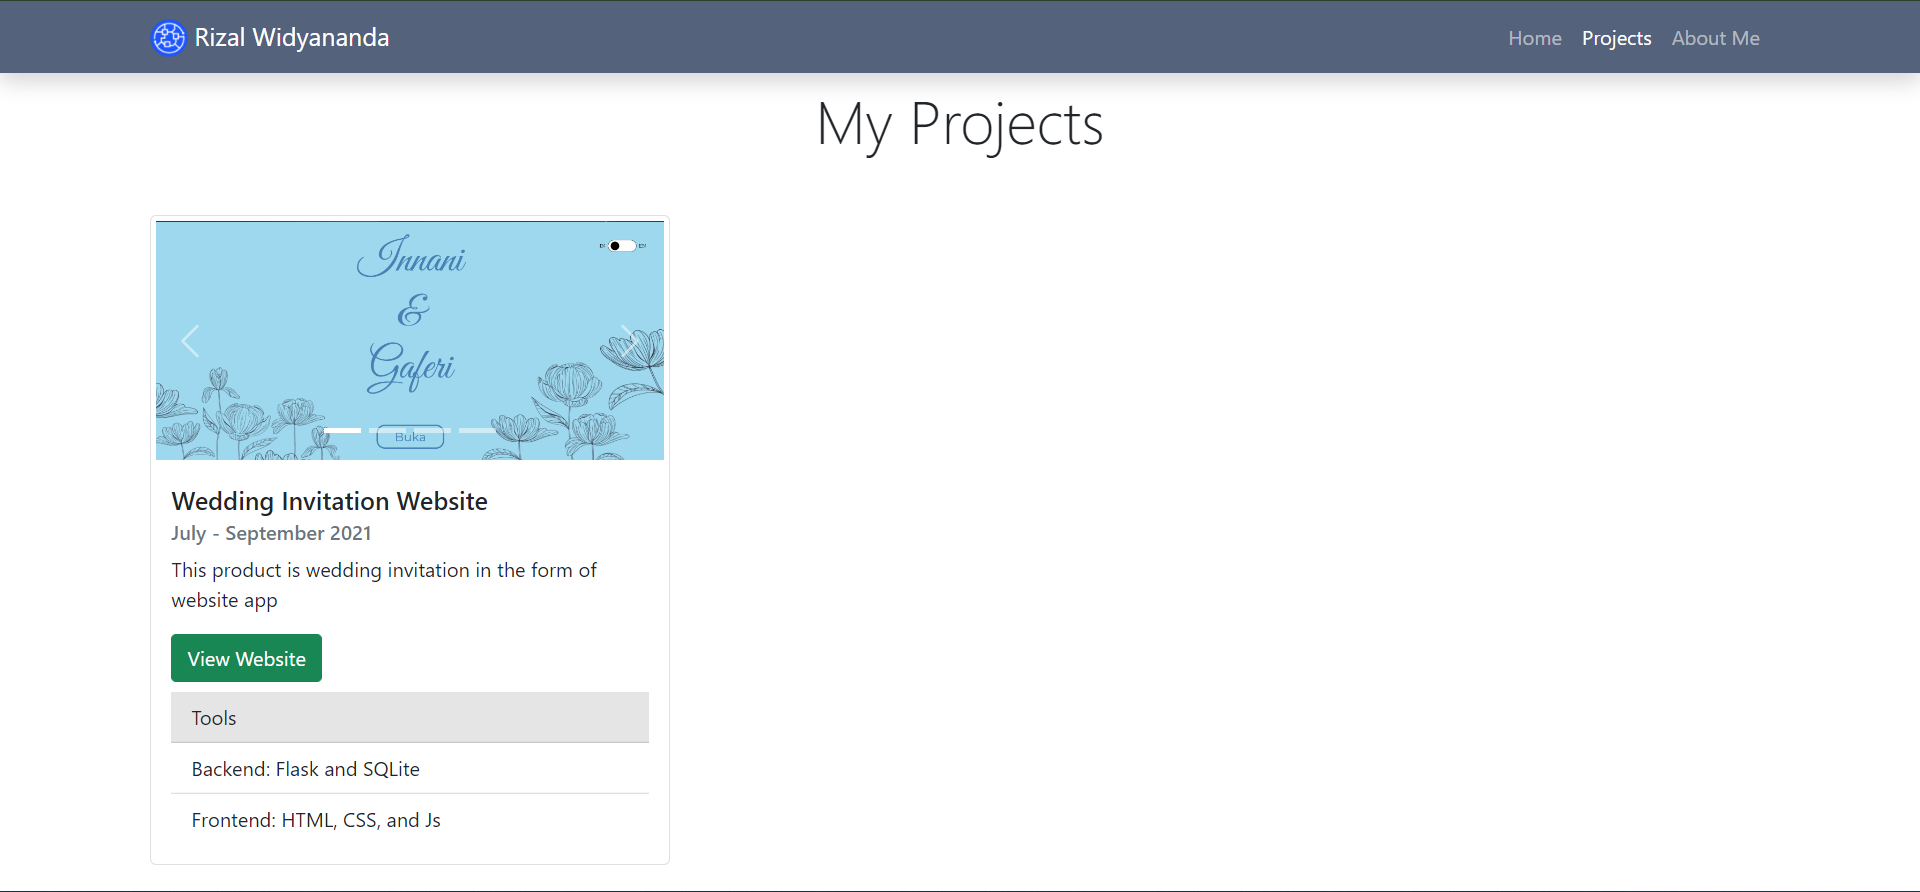 Rizal Widyananda
Home Projects About Me
My Projects
Innani
EN
&
Gaferi
Buka
Wedding Invitation Website
July - September 2021
This product is wedding invitation in the form of
website app
View Website
Tools
Backend: Flask and SQLite
Frontend: HTML, CSS, and Js